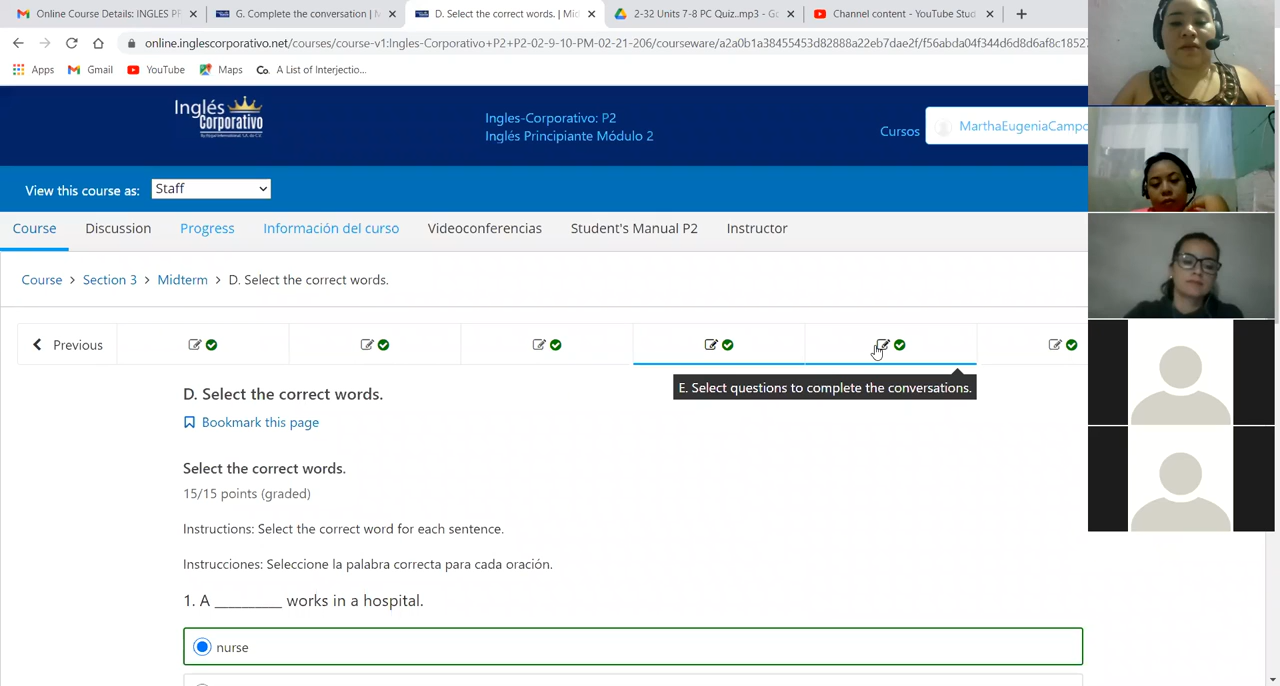 Online Course Details: INGLES PF
G. Complete the conversation | M
D. Select the correct words. | Mid
2-32 Units 7-8 PC Quiz..mp3 - Go
Channel content - YouTube Stud
online.inglescorporativo.net/courses/course-v1:Ingles-Corporativo+P2+P2-02-9-10-PM-02-21-206/courseware/a2a0b1a38455453d82888a22eb7dae2f/f56abda04f344d6d8d6af8c18527
Apps
Gmail
YouTube
Maps
Co. A List of Interjectio...
Inglés
Corporativo
Ingles-Corporativo: P2
Inglés Principiante Módulo 2
Cursos
MarthaEugeniaCampo
View this course as:
Staff
Course
Discussion
Progress
Información del curso
Videoconferencias
Student's Manual P2
Instructor
Course > Section 3 > Midterm > D. Select the correct words.
Previous
E. Select questions to complete the conversations.
D. Select the correct words.
Bookmark this page
Select the correct words.
15/15 points (graded)
Instructions: Select the correct word for each sentence.
Instrucciones: Seleccione la palabra correcta para cada oración.
1. A _________ works in a hospital.
nurse